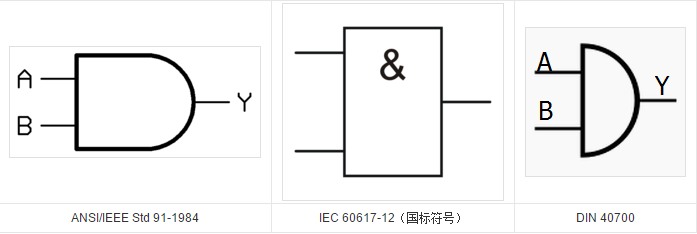 A
B
Y
&
A
B
Y
ANSI/IEEE Std 91-1984
IEC 60617-12（国标符号）
DIN 40700